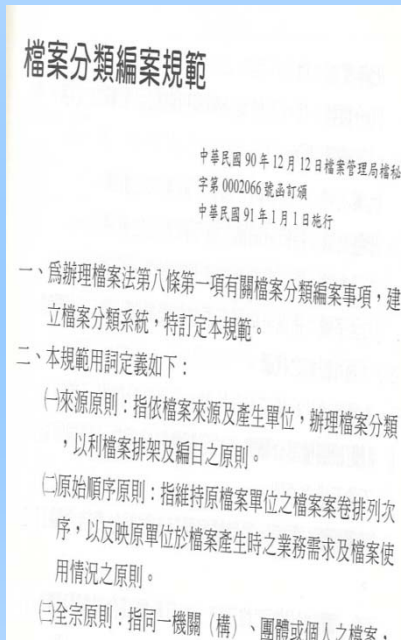 檔案分類編案規範
中華民國90年12月12日檔案管理局檔秘
字第0002066號函訂頒
中華民國91年1月1日施行
一、為辦理檔案法第八條第一項有關檔案分類編案事項，建
立檔案分類系統，特訂定本規範。
二、本規範用詞定義如下：
㈠來源原則：指依檔案來源及產生單位，辦理檔案分類
，以利檔案排架及編目之原則。
㈡原始順序原則：指維持原檔案單位之檔案案卷排列次
序，以反映原單位於檔案產生時之業務需求及檔案使
用情況之原則。
㈢全宗原則：指同一機關（構）、團體或個人之檔案，